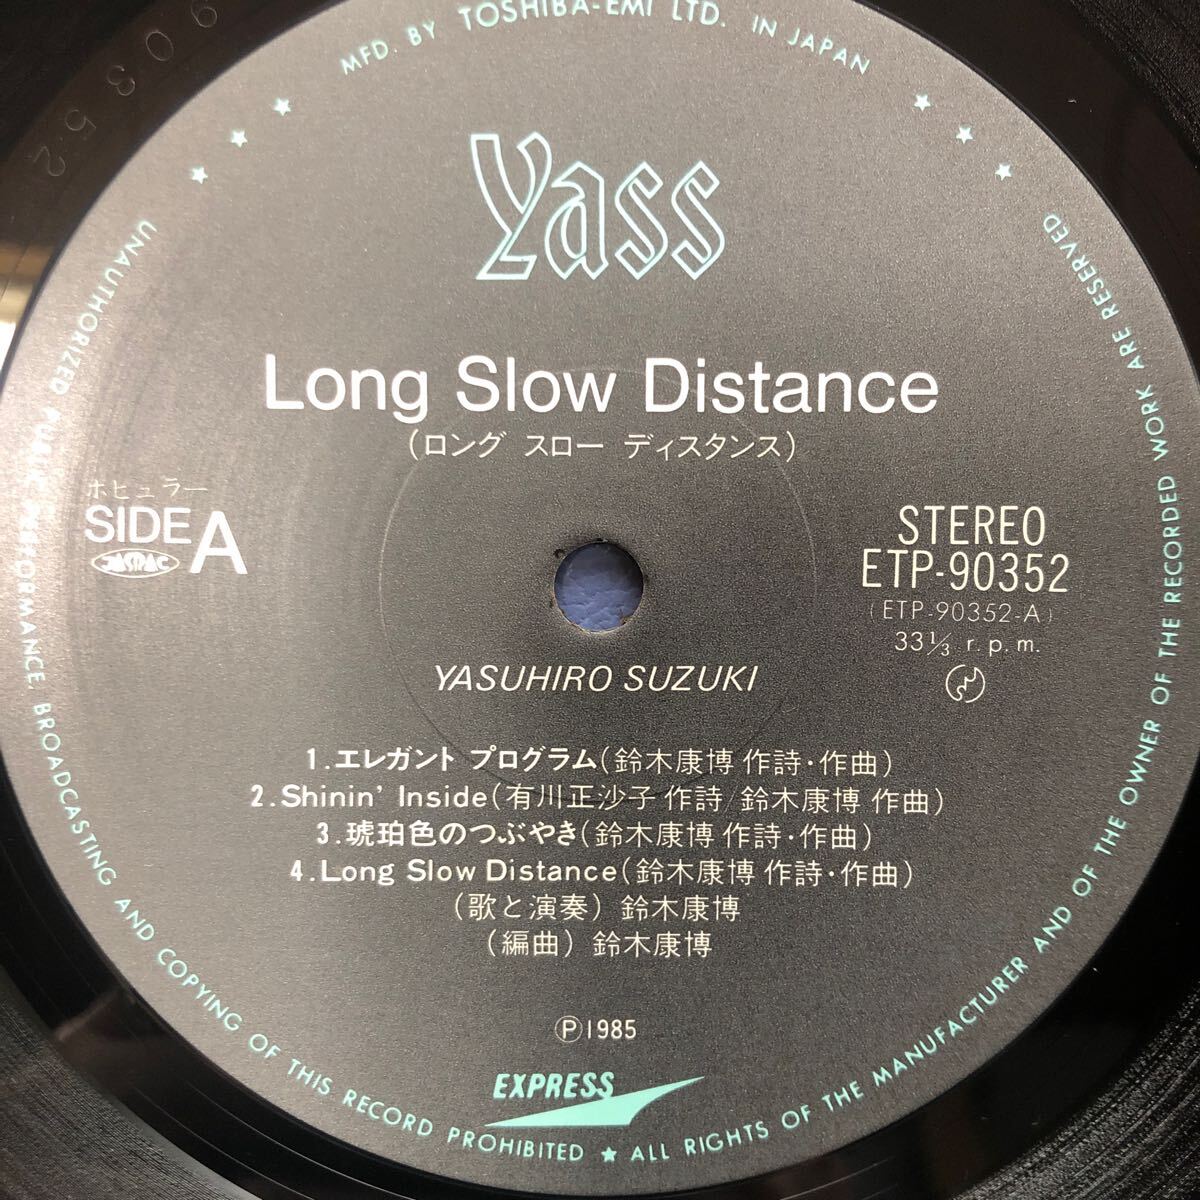 MFD. BY TOSHIBA-EMI LTD. IN JAPAN
Yass
Long Slow Distance
(ロング スロー ディスタンス)
ポピュラー
SIDE A
JASRAC
STEREO
ETP-90352
(ETP-90352-A)
33⅓ r.p.m.
YASUHIRO SUZUKI
1.エレガント プログラム(鈴木康博 作詩・作曲)
2.Shinin' Inside(有川正沙子 作詩/鈴木康博 作曲)
3.琥珀色のつぶやき(鈴木康博 作詩・作曲)
4.Long Slow Distance(鈴木康博 作詩・作曲)
(歌と演奏) 鈴木康博
(編曲) 鈴木康博
Ⓟ1985
EXPRESS
UNAUTHORIZED PUBLIC PERFORMANCE, BROADCASTING AND COPYING OF THIS RECORD PROHIBITED ★ ALL RIGHTS OF THE MANUFACTURER AND OF THE OWNER OF THE RECORDED WORK ARE RESERVED
90352